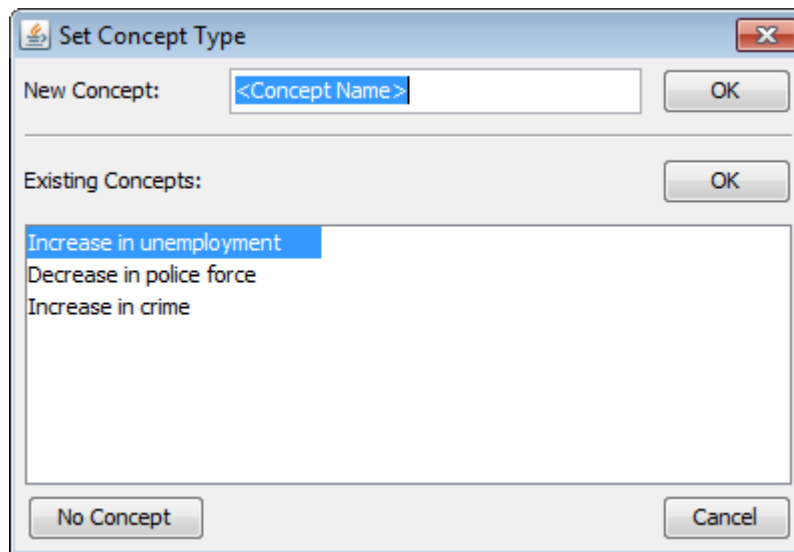 Set Concept Type
New Concept: <Concept Name> OK
Existing Concepts: OK
Increase in unemployment
Decrease in police force
Increase in crime
No Concept Cancel